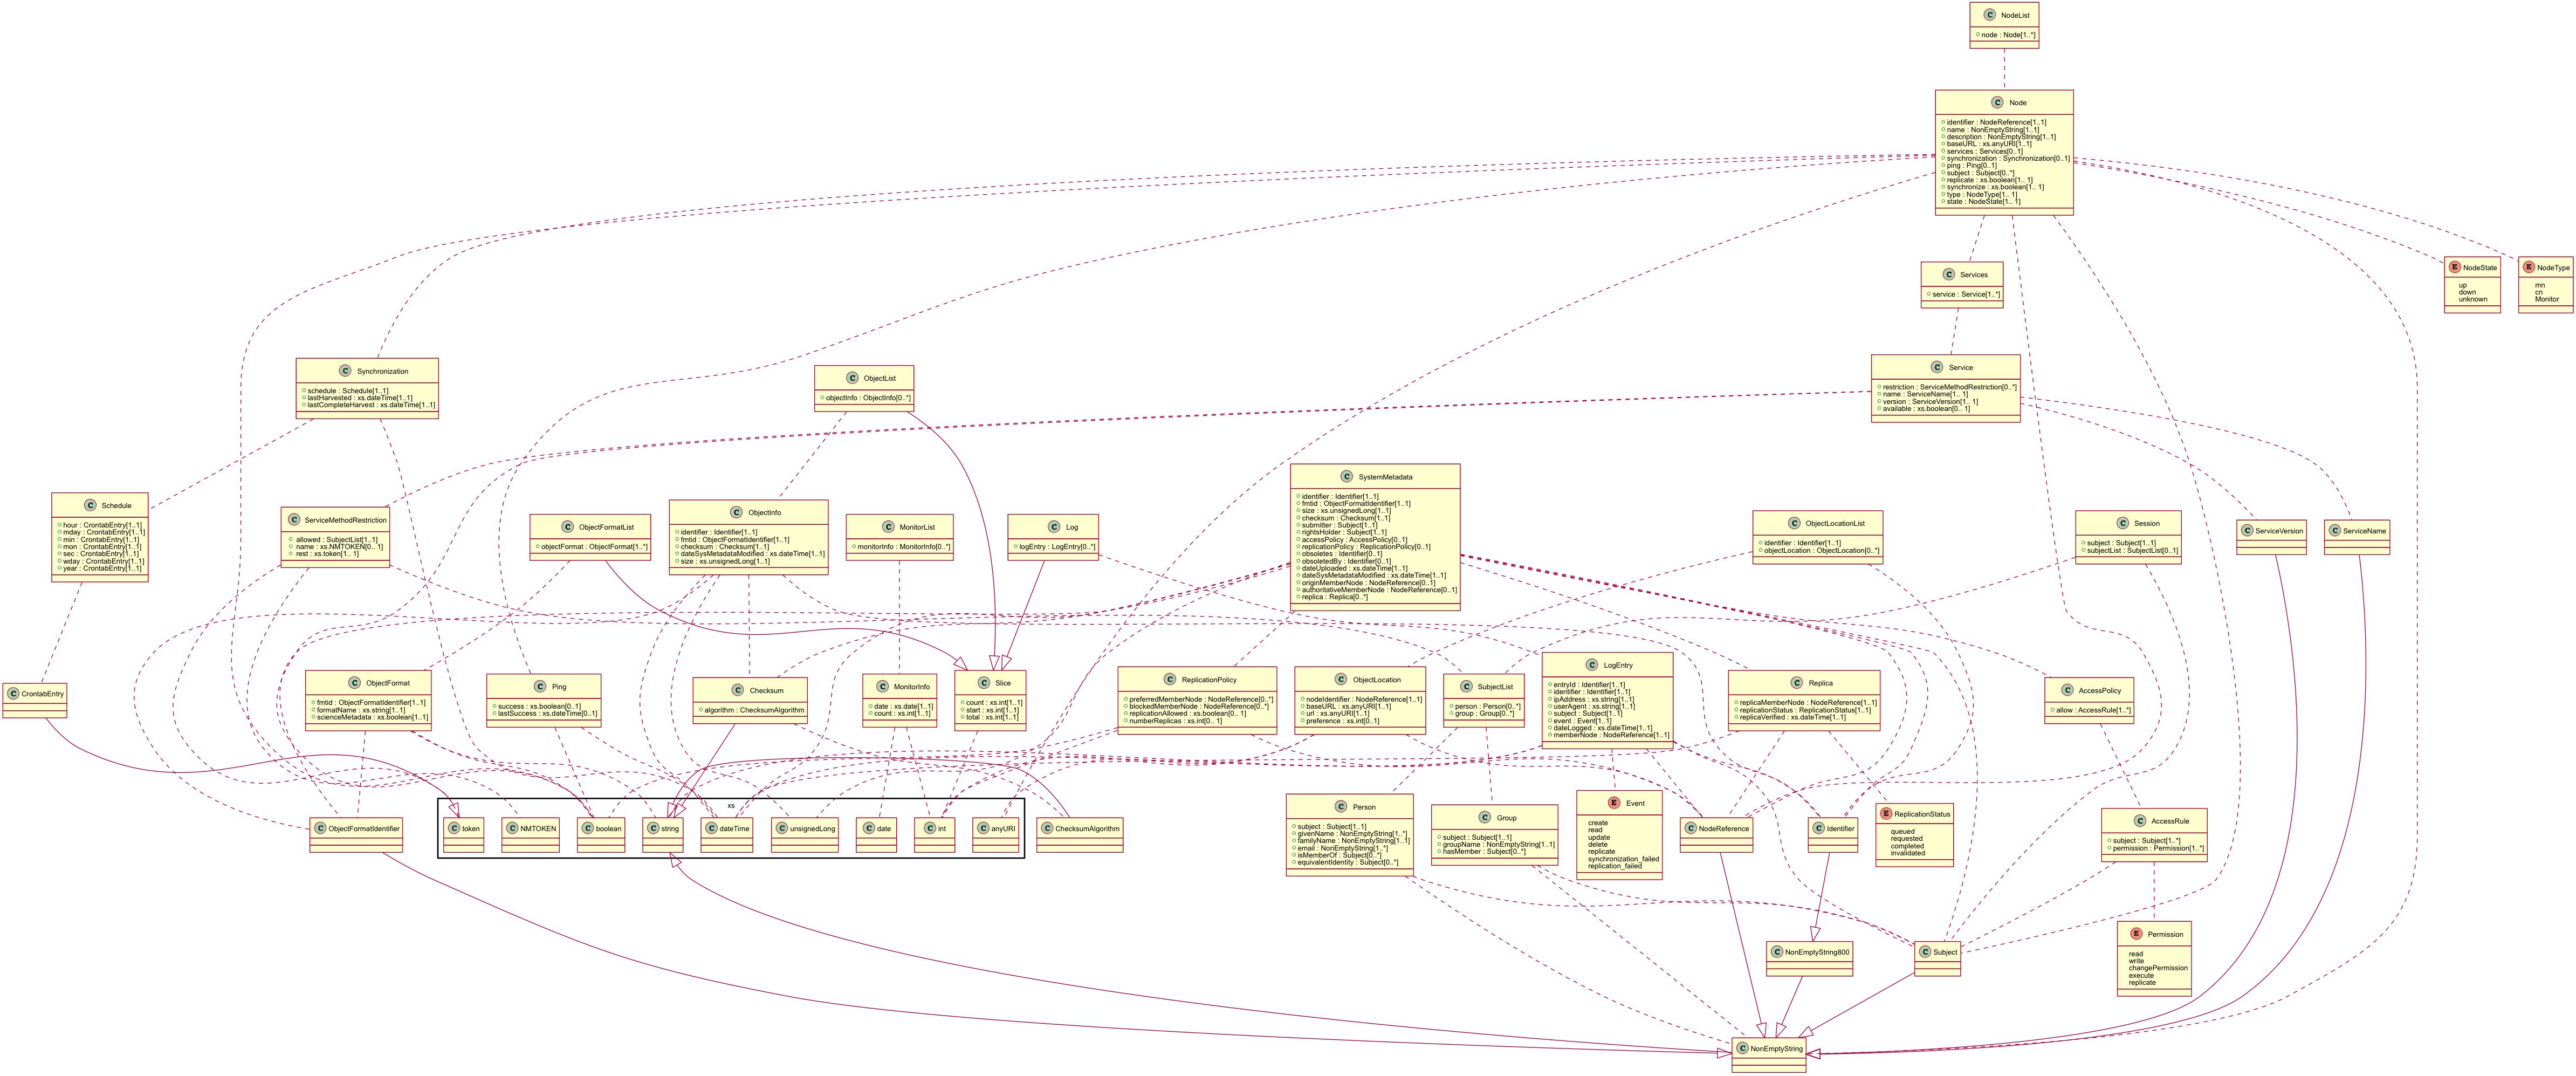 C NodeList
node : Node[1..*]
C Node
identifier : NodeReference[1..1]
name : NonEmptyString[1..1]
description : NonEmptyString[1..1]
baseURL : xs.anyURI[1..1]
services : Services[0..1]
synchronization : Synchronization[0..1]
ping : Ping[0..1]
subject : Subject[0..*]
replicate : xs.boolean[1.. 1]
synchronize : xs.boolean[1.. 1]
type : NodeType[1.. 1]
state : NodeState[1.. 1]
C Services
service : Service[1..*]
E NodeState
up
down
unknown
E NodeType
mn
cn
Monitor
C Synchronization
schedule : Schedule[1..1]
lastHarvested : xs.dateTime[1..1]
lastCompleteHarvest : xs.dateTime[1..1]
C ObjectList
objectInfo : ObjectInfo[0..*]
C Service
restriction : ServiceMethodRestriction[0..*]
name : ServiceName[1.. 1]
version : ServiceVersion[1.. 1]
available : xs.boolean[0.. 1]
C Schedule
hour : CrontabEntry[1..1]
mday : CrontabEntry[1..1]
min : CrontabEntry[1..1]
mon : CrontabEntry[1..1]
sec : CrontabEntry[1..1]
wday : CrontabEntry[1..1]
year : CrontabEntry[1..1]
C ServiceMethodRestriction
allowed : SubjectList[1..1]
name : xs.NMTOKEN[0.. 1]
rest : xs.token[1.. 1]
C ObjectFormatList
objectFormat : ObjectFormat[1..*]
C ObjectInfo
identifier : Identifier[1..1]
fmtid : ObjectFormatIdentifier[1..1]
checksum : Checksum[1..1]
dateSysMetadataModified : xs.dateTime[1..1]
size : xs.unsignedLong[1..1]
C MonitorList
monitorInfo : MonitorInfo[0..*]
C Log
logEntry : LogEntry[0..*]
C SystemMetadata
identifier : Identifier[1..1]
fmtid : ObjectFormatIdentifier[1..1]
size : xs.unsignedLong[1..1]
checksum : Checksum[1..1]
submitter : Subject[1..1]
rightsHolder : Subject[1..1]
accessPolicy : AccessPolicy[0..1]
replicationPolicy : ReplicationPolicy[0..1]
obsoletes : Identifier[0..1]
obsoletedBy : Identifier[0..1]
dateUploaded : xs.dateTime[1..1]
dateSysMetadataModified : xs.dateTime[1..1]
originMemberNode : NodeReference[0..1]
authoritativeMemberNode : NodeReference[0..1]
replica : Replica[0..*]
C ObjectLocationList
identifier : Identifier[1..1]
objectLocation : ObjectLocation[0..*]
C Session
subject : Subject[1..1]
subjectList : SubjectList[0..1]
C ServiceVersion
C ServiceName
C CrontabEntry
C ObjectFormat
fmtid : ObjectFormatIdentifier[1..1]
formatName : xs.string[1..1]
scienceMetadata : xs.boolean[1..1]
C Ping
success : xs.boolean[0..1]
lastSuccess : xs.dateTime[0..1]
C Checksum
algorithm : ChecksumAlgorithm
C MonitorInfo
date : xs.date[1..1]
count : xs.int[1..1]
C Slice
count : xs.int[1..1]
start : xs.int[1..1]
total : xs.int[1..1]
C ReplicationPolicy
preferredMemberNode : NodeReference[0..*]
blockedMemberNode : NodeReference[0..*]
replicationAllowed : xs.boolean[0.. 1]
numberReplicas : xs.int[0.. 1]
C ObjectLocation
nodeIdentifier : NodeReference[1..1]
baseURL : xs.anyURI[1..1]
url : xs.anyURI[1..1]
preference : xs.int[0..1]
C SubjectList
person : Person[0..*]
group : Group[0..*]
C LogEntry
entryId : Identifier[1..1]
identifier : Identifier[1..1]
ipAddress : xs.string[1..1]
userAgent : xs.string[1..1]
subject : Subject[1..1]
event : Event[1..1]
dateLogged : xs.dateTime[1..1]
memberNode : NodeReference[1..1]
C Replica
replicaMemberNode : NodeReference[1..1]
replicationStatus : ReplicationStatus[1..1]
replicaVerified : xs.dateTime[1..1]
C AccessPolicy
allow : AccessRule[1..*]
xs
C ObjectFormatIdentifier
C token
C NMTOKEN
C boolean
C string
C dateTime
C unsignedLong
C date
C int
C anyURI
C ChecksumAlgorithm
C Person
subject : Subject[1..1]
givenName : NonEmptyString[1..*]
familyName : NonEmptyString[1..1]
email : NonEmptyString[1..*]
isMemberOf : Subject[0..*]
equivalentIdentity : Subject[0..*]
C Group
subject : Subject[1..1]
groupName : NonEmptyString[1..1]
hasMember : Subject[0..*]
E Event
create
read
update
delete
replicate
synchronization_failed
replication_failed
C NodeReference
C Identifier
E ReplicationStatus
queued
requested
completed
invalidated
C AccessRule
subject : Subject[1..*]
permission : Permission[1..*]
C NonEmptyString800
C Subject
E Permission
read
write
changePermission
execute
replicate
C NonEmptyString